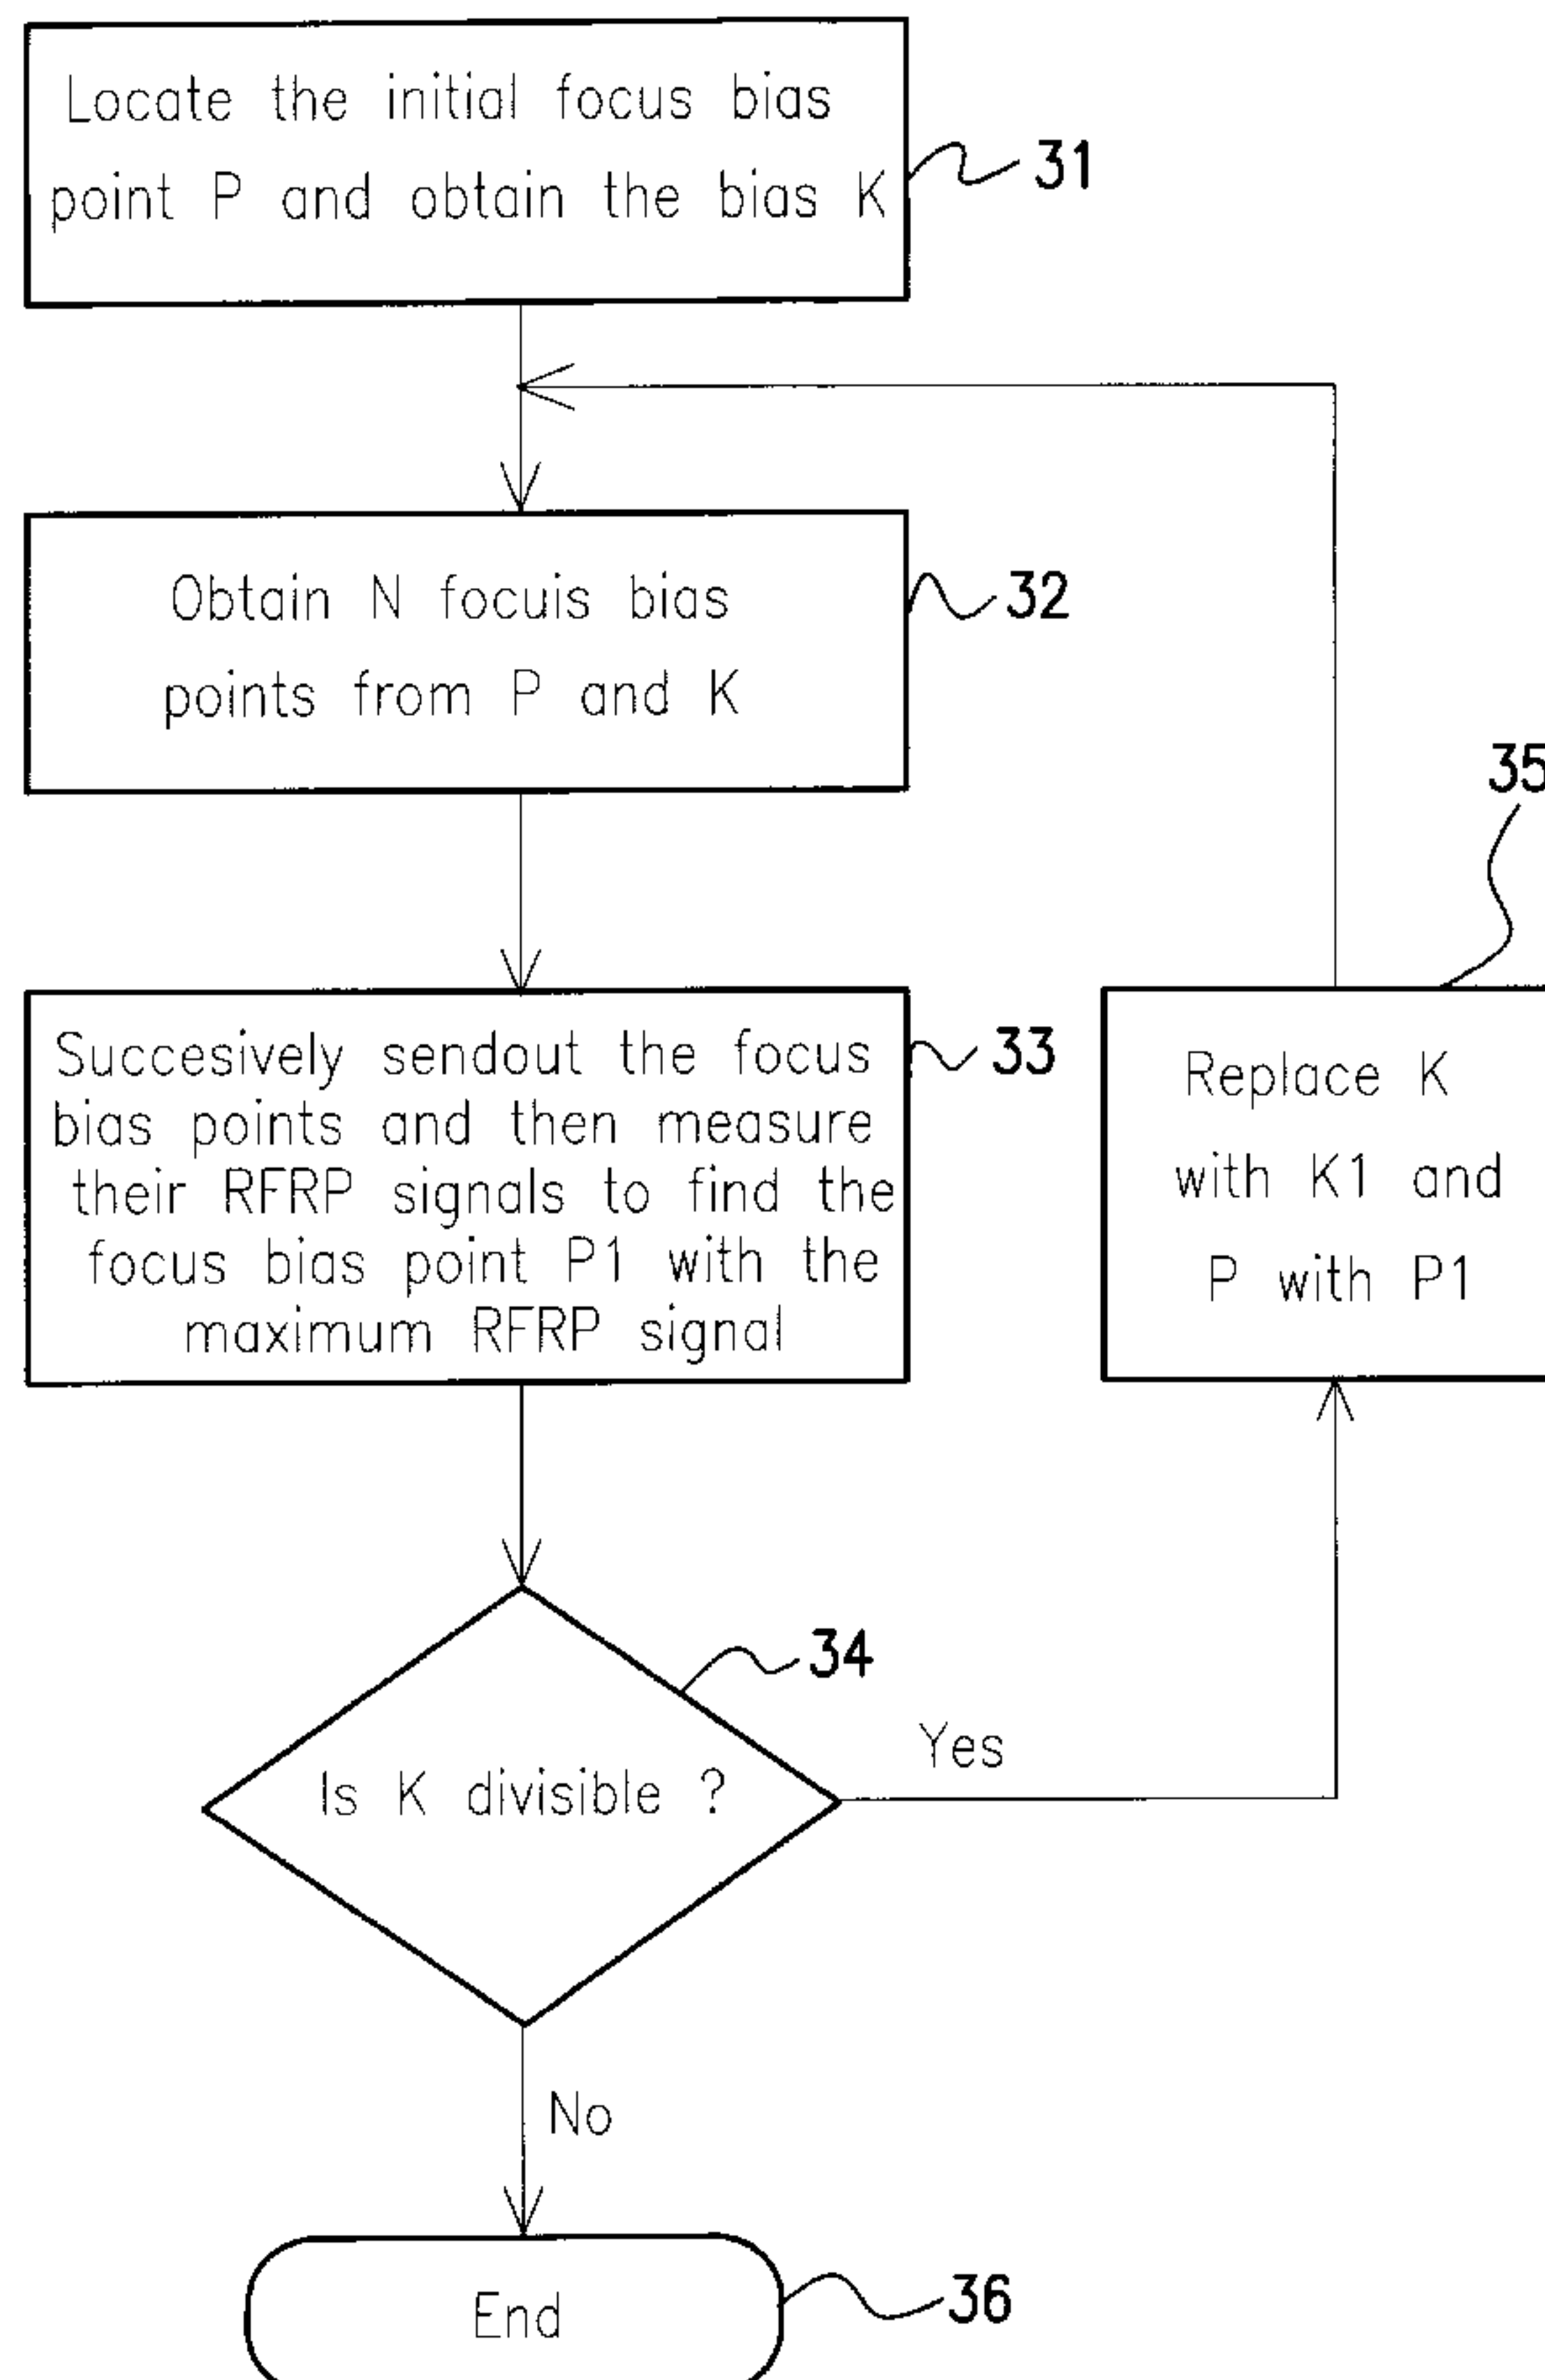 Locate the initial focus bias
point P and obtain the bias K
31
Obtain N focuis bias
points from P and K
32
35
Succesively sendout the focus
bias points and then measure
their RFRP signals to find the
focus bias point P1 with the
maximum RFRP signal
33
Replace K
with K1 and
P with P1
34
Is K divisible ?
Yes
No
End
36